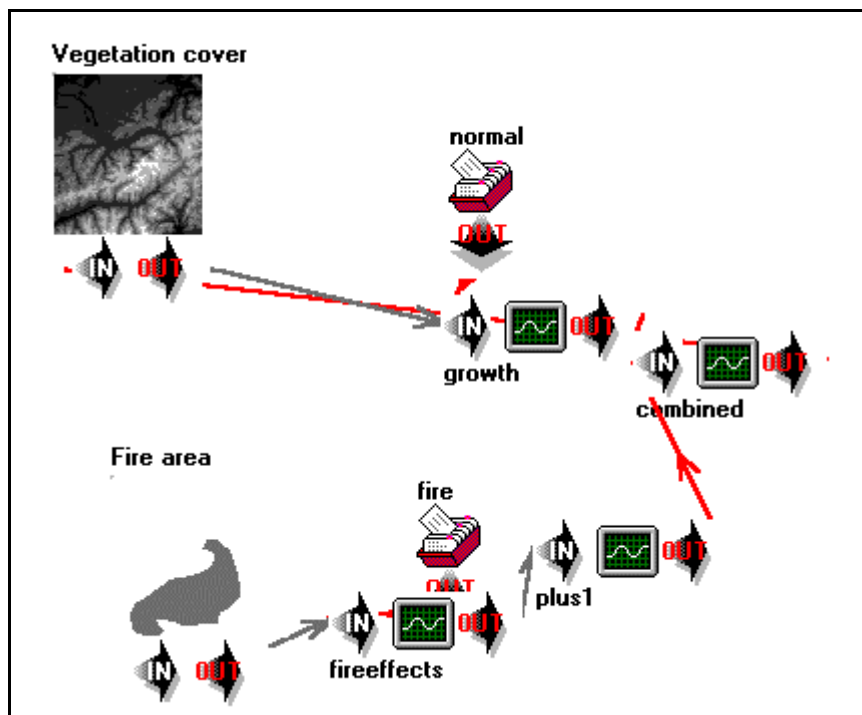 Vegetation cover
normal
OUT
IN OUT
IN OUT
growth
IN OUT
combined
Fire area
fire
OUT
IN OUT
plus1
IN OUT
fireeffects
IN OUT